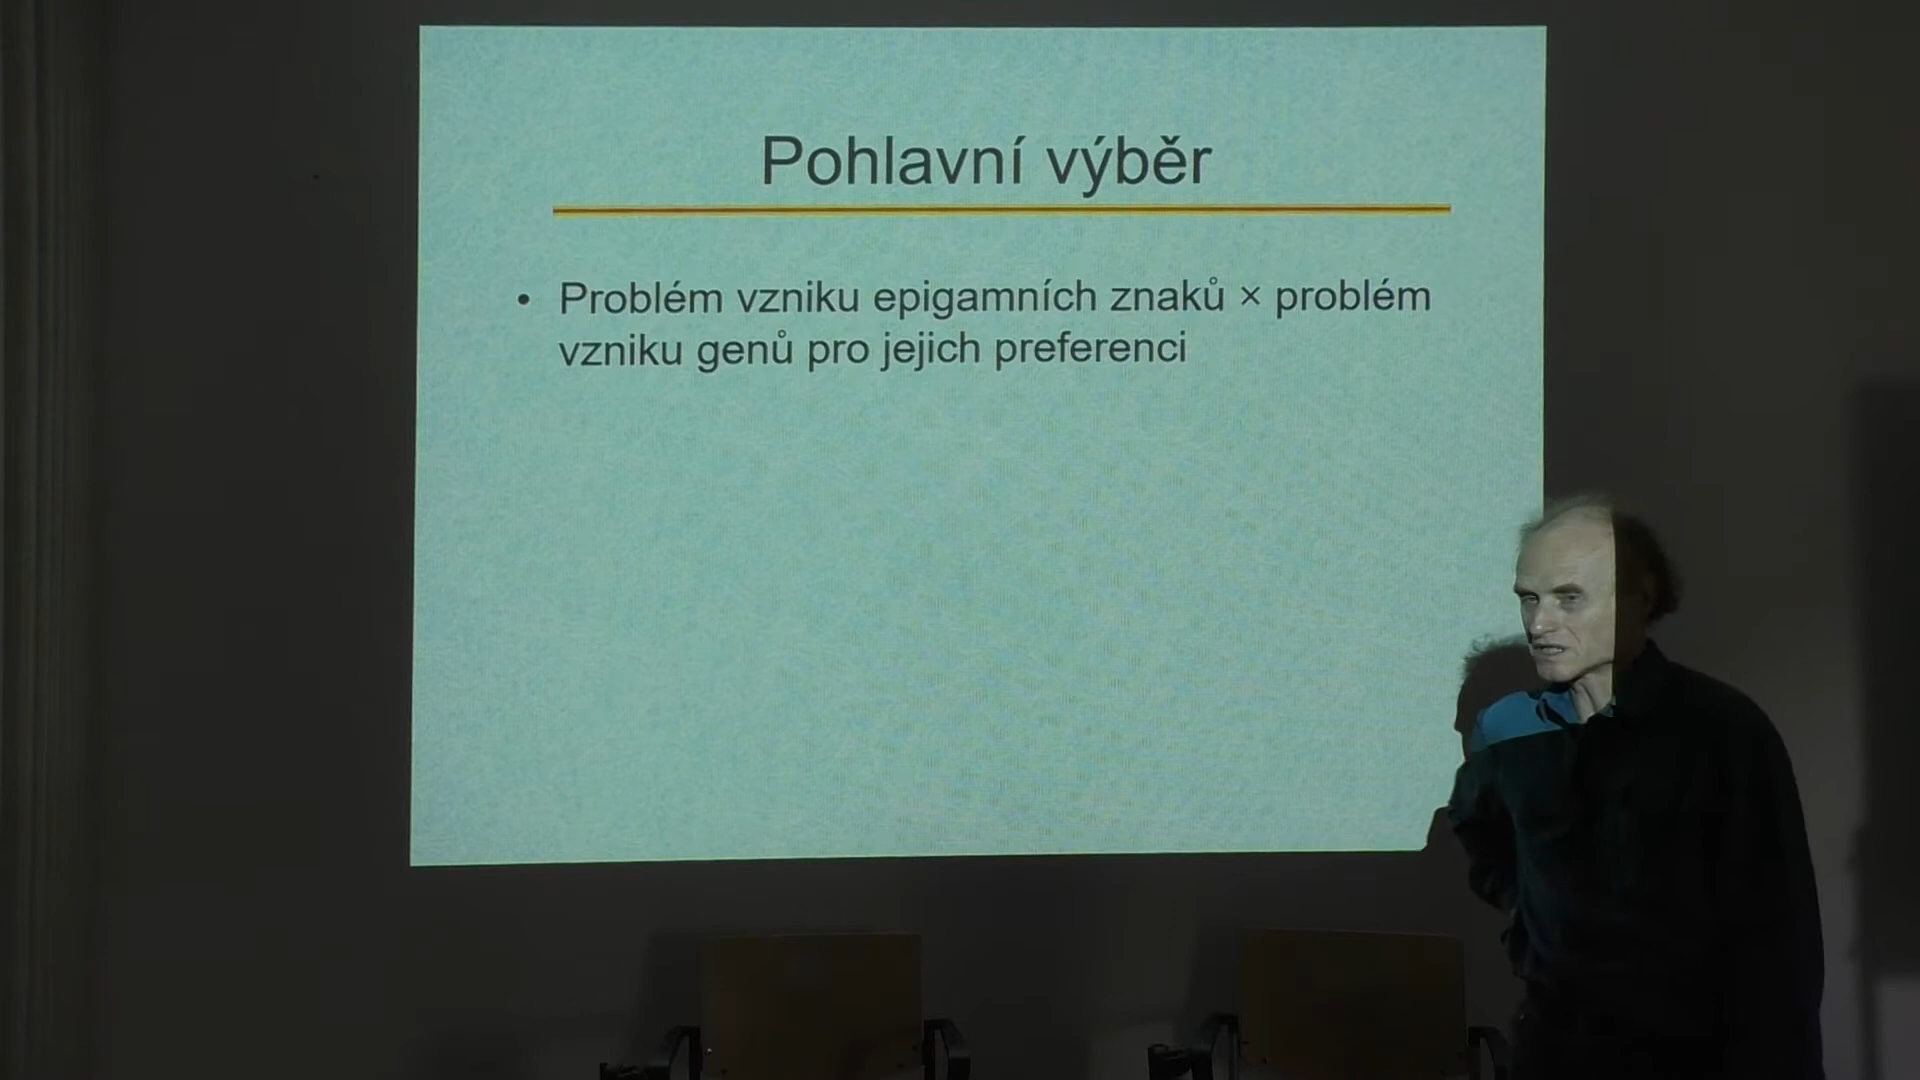 Pohlavní výběr
• Problém vzniku epigamních znaků × problém
vzniku genů pro jejich preferenci